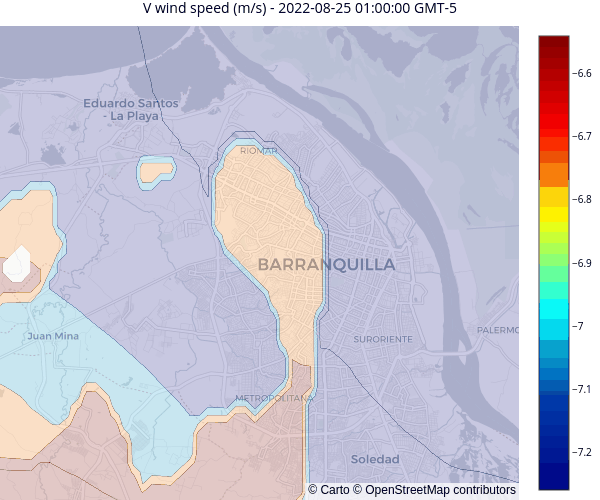 V wind speed (m/s) - 2022-08-25 01:00:00 GMT-5
Eduardo Santos
- La Playa
RIOMAR
BARRANQUILLA
Juan Mina
SURORIENTE
PALERMO
METROPOLITANA
Soledad
© Carto © OpenStreetMap contributors
−6.6
−6.7
−6.8
−6.9
−7
−7.1
−7.2